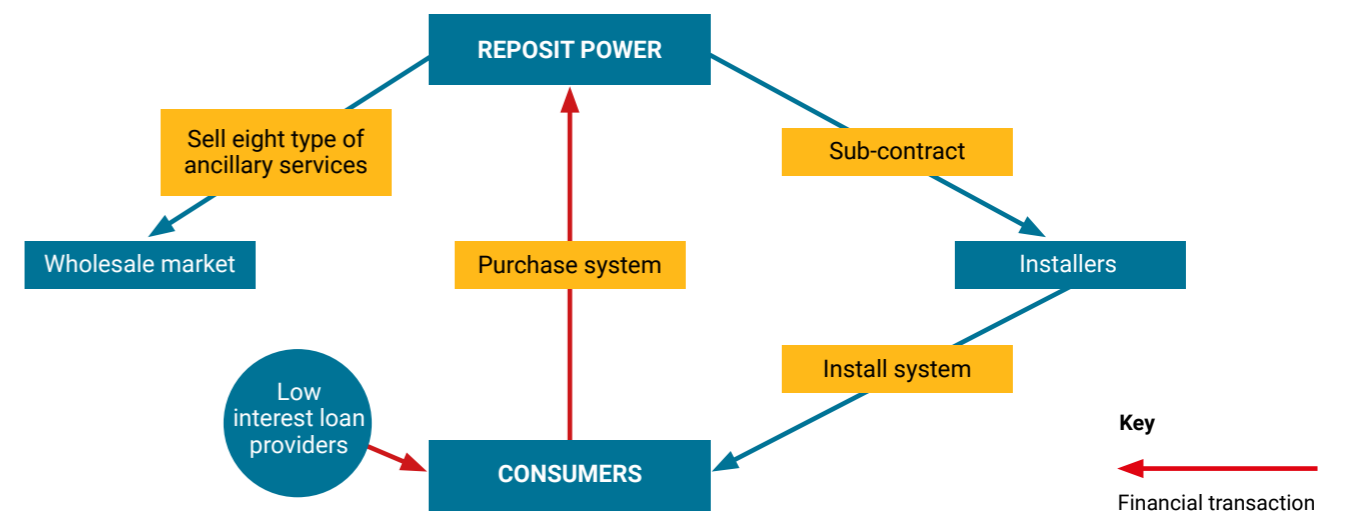 REPOSIT POWER
Sell eight type of
ancillary services
Sub-contract
Wholesale market
Purchase system
Installers
Install system
Low
interest loan
providers
CONSUMERS
Key
Financial transaction